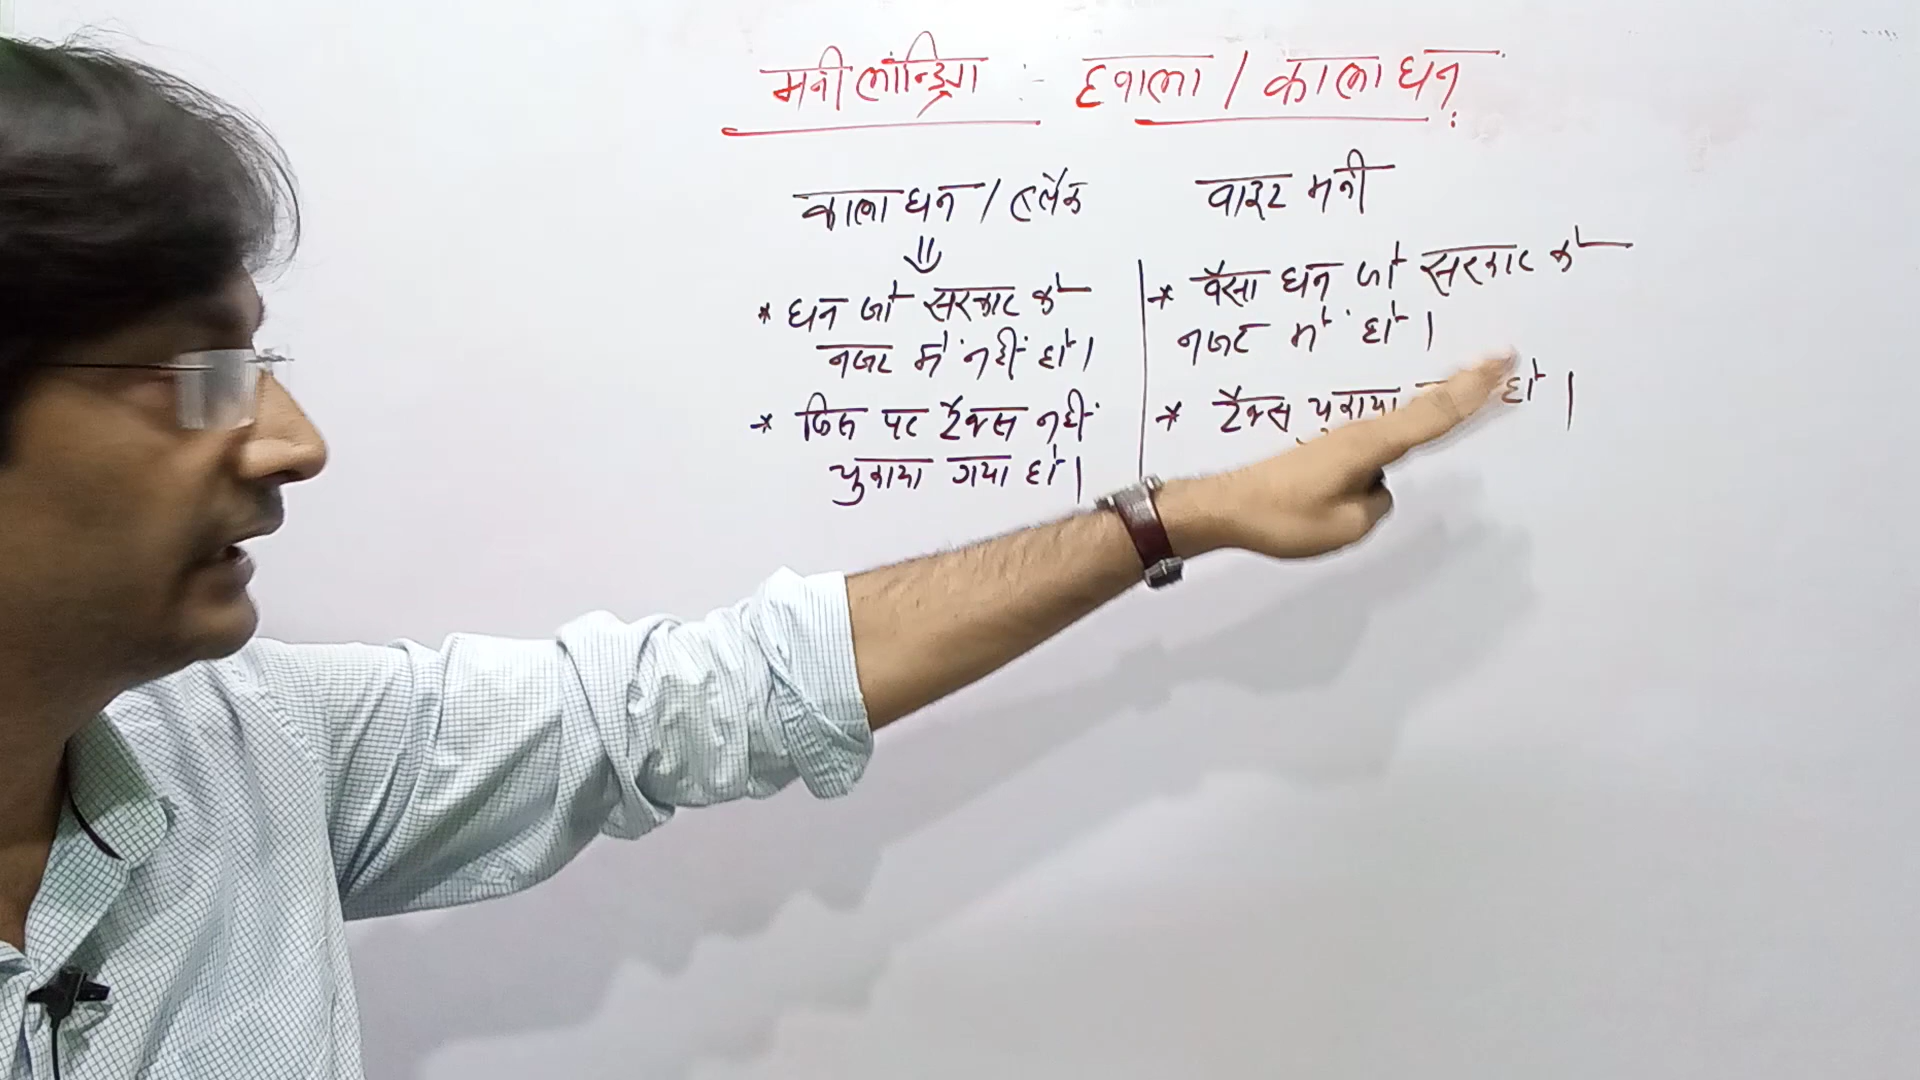 मनी लॉन्ड्रिंग :- हवाला / काला धन
काला धन / ब्लैक
* धन जो सरकार के
नजर में नहीं हो।
* जिस पर टैक्स नहीं
चुकाया गया हो।
वाइट मनी
* वैसा धन जो सरकार के
नजर में हो।
* टैक्स चुकाया हो।